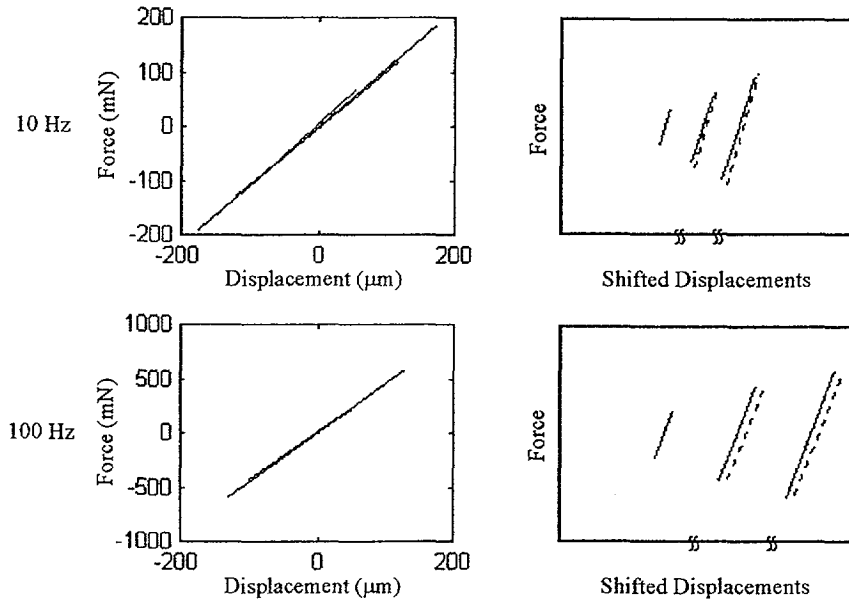 200
100
0
-100
-200
-200
0
200
Force (mN)
Displacement (μm)
10 Hz
Force
Shifted Displacements
1000
500
0
-500
-1000
-200
0
200
Force (mN)
Displacement (μm)
100 Hz
Force
Shifted Displacements